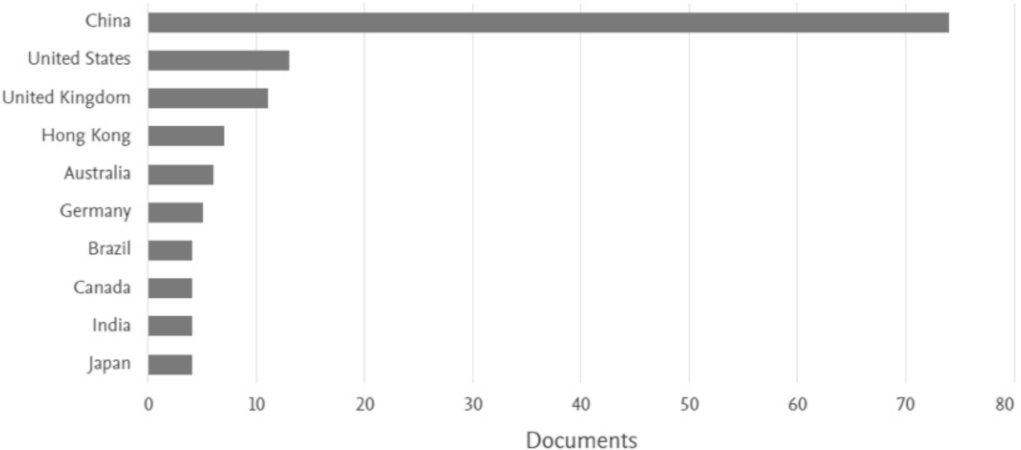 China
United States
United Kingdom
Hong Kong
Australia
Germany
Brazil
Canada
India
Japan
0 10 20 30 40 50 60 70 80
Documents